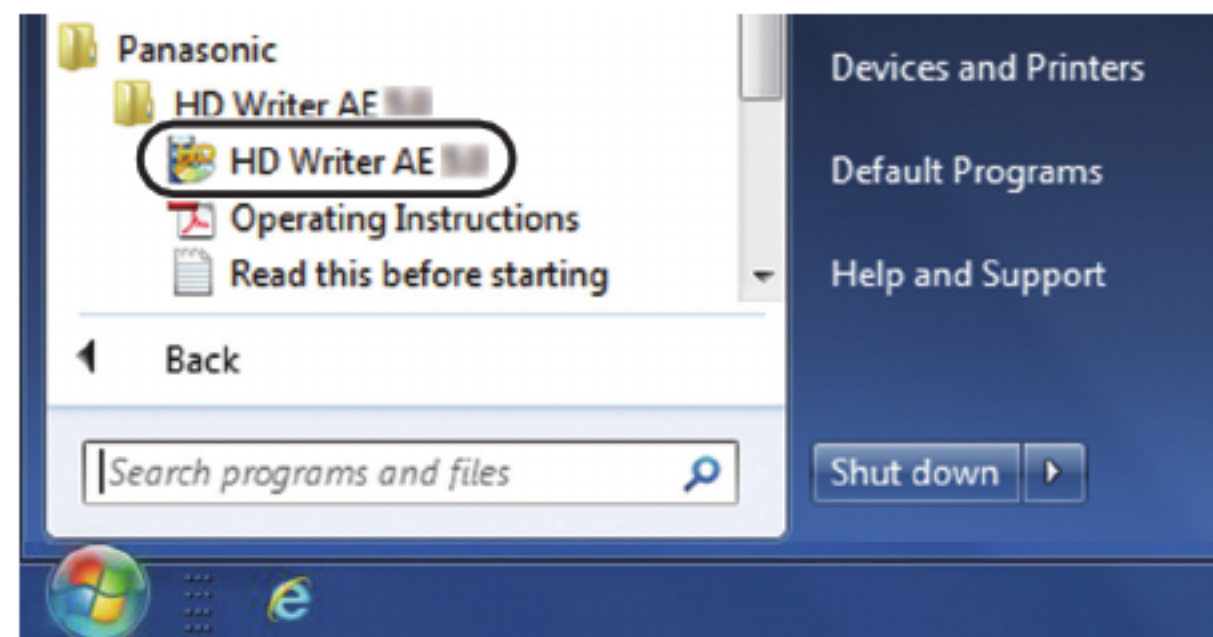 Panasonic
HD Writer AE
HD Writer AE
Operating Instructions
Read this before starting
Back
Search programs and files
Devices and Printers
Default Programs
Help and Support
Shut down